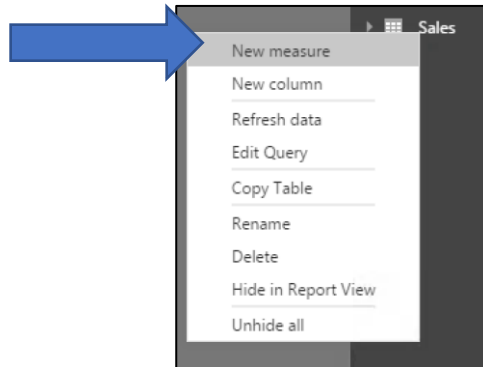 Sales
New measure
New column
Refresh data
Edit Query
Copy Table
Rename
Delete
Hide in Report View
Unhide all